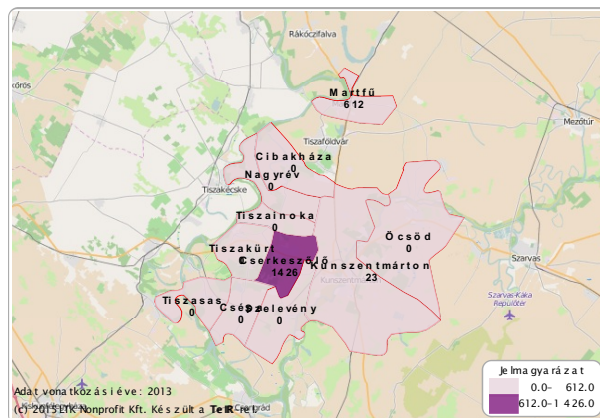 Rákóczifalva
Martfű
612
Mezőtúr
Tiszaföldvár
Cibakháza
0
Nagyrév
0
Tiszakécske
Tiszainoka
0
Öcsöd
0
Tiszakürt
Cserkeszőlő
1426
Kunszentmárton
23
Szarvas
Tiszasas
0
Csépa
0
Szelevény
0
Szarvas-Káka
Repülőtér
Jelmagyarázat
0.0- 612.0
612.0-1 426.0
Adat vonatkozási éve: 2013
(c) 2015 LTK Nonprofit Kft. Készült a TeIR-rel.